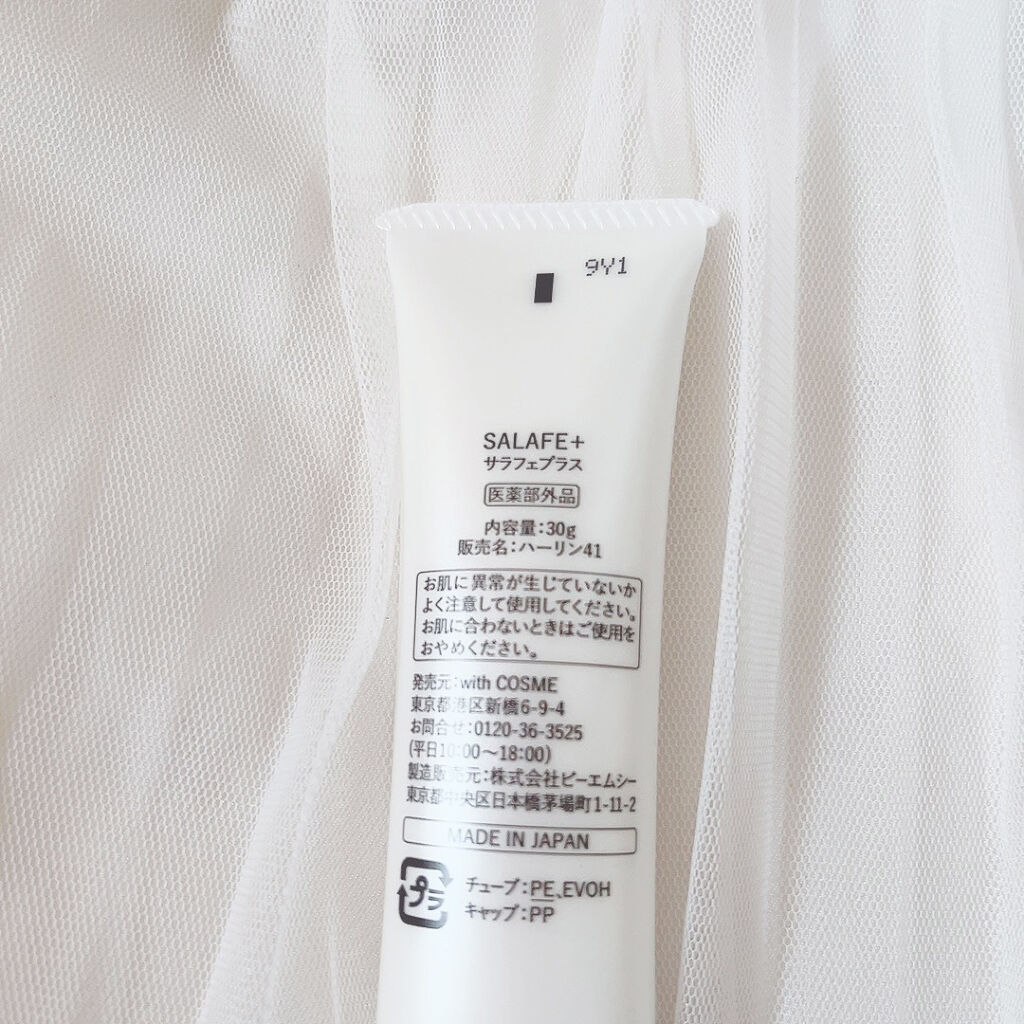 9Y1
SALAFE+
サラフェプラス
医薬部外品
内容量:30g
販売名:ハーリン41
お肌に異常が生じていないか
よく注意して使用してください。
お肌に合わないときはご使用を
おやめください。
発売元:with COSME
東京都港区新橋6-9-4
お問合せ:0120-36-3525
(平日10:00〜18:00)
製造販売元:株式会社ピーエムシー
東京都中央区日本橋茅場町1-11-2
MADE IN JAPAN
プラ
チューブ:PE、EVOH
キャップ:PP